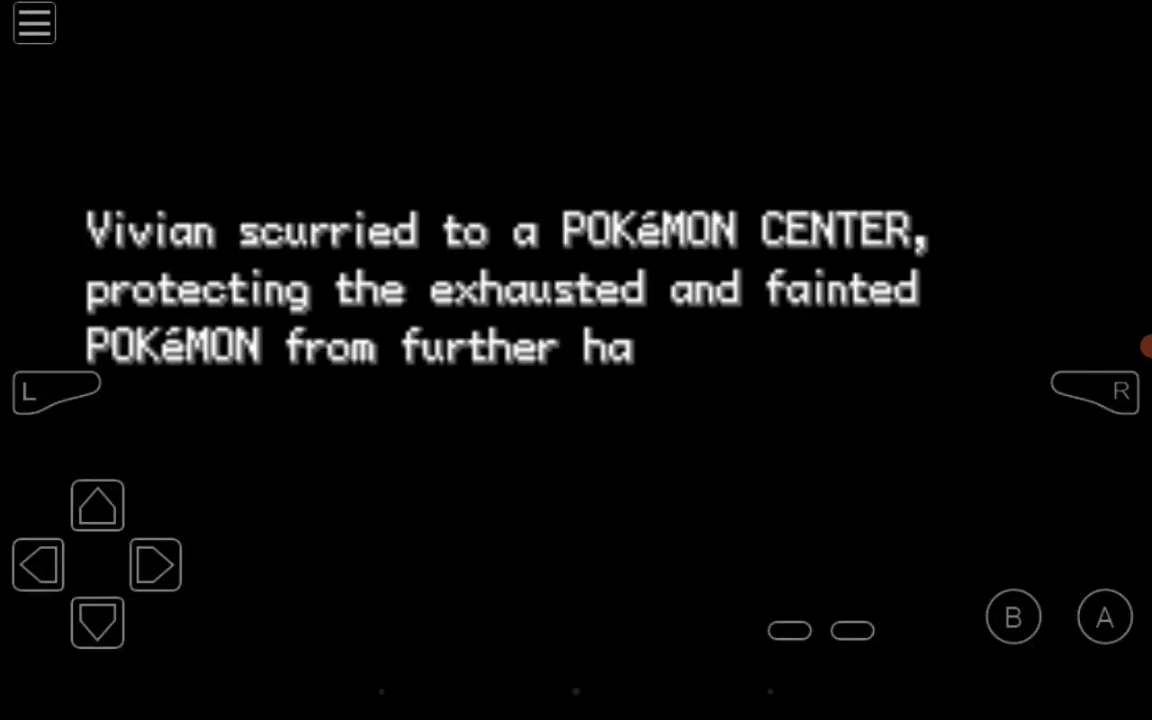 Vivian scurried to a POKéMON CENTER,
protecting the exhausted and fainted
POKéMON from further ha
L
R
B
A